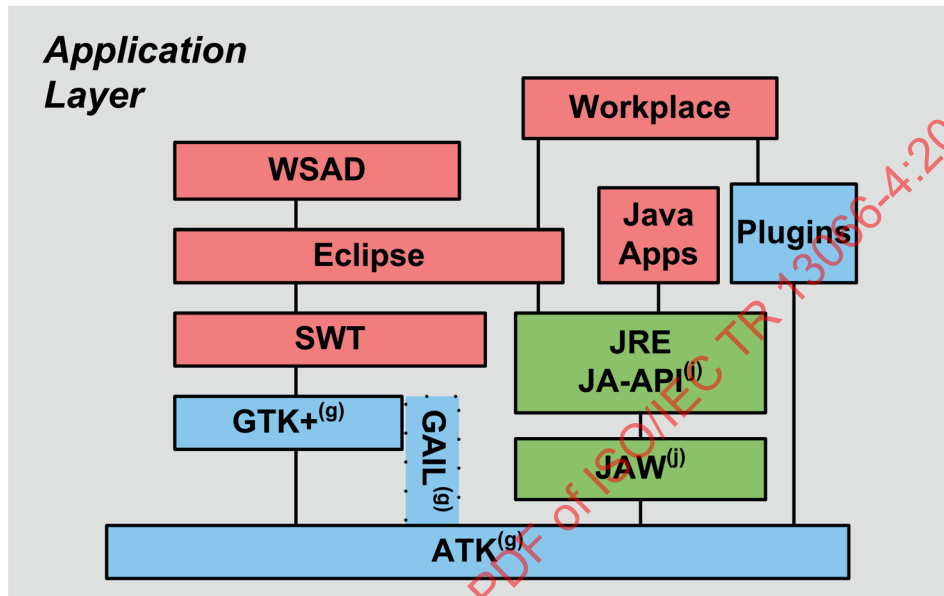 Application
Layer
Workplace
WSAD
Java
Apps
Plugins
Eclipse
SWT
JRE
JA-API(j)
GTK+(g)
GAIL(g)
JAW(j)
ATK(g)
PDF of ISO/IEC TR 13066-4:20